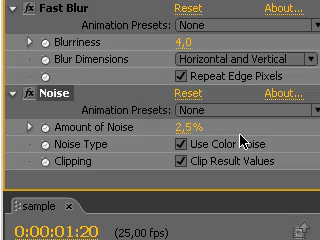 fx Fast Blur Reset About...
Animation Presets: None
Blurriness 4,0
Blur Dimensions Horizontal and Vertical
Repeat Edge Pixels
fx Noise Reset About...
Animation Presets: None
Amount of Noise 2,5%
Noise Type Use Color Noise
Clipping Clip Result Values
sample ×
0:00:01:20 (25,00 fps)